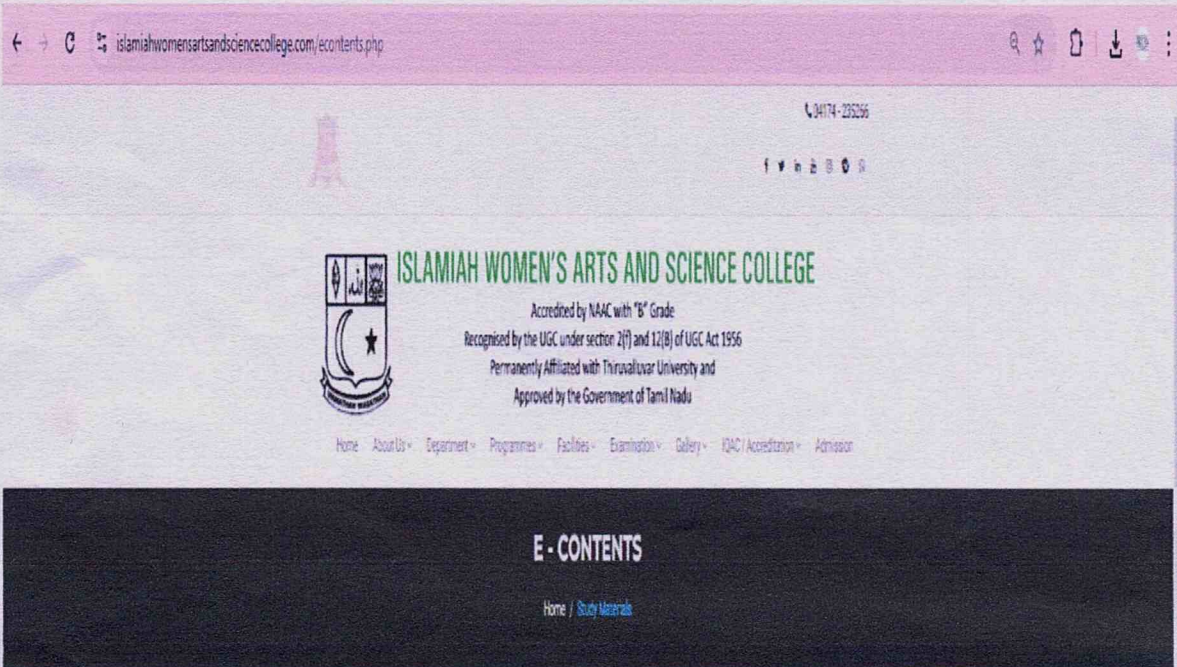 islamiahwomensartsandsciencecollege.com/econtents.php
04174 - 235266
ISLAMIAH WOMEN'S ARTS AND SCIENCE COLLEGE
Accredited by NAAC with "B" Grade
Recognised by the UGC under section 2(f) and 12(B) of UGC Act 1956
Permanently Affiliated with Thiruvalluvar University and
Approved by the Government of Tamil Nadu
Home About Us Department Programmes Facilities Examination Gallery IQAC / Accreditation Admission
E - CONTENTS
Home / Study Materials